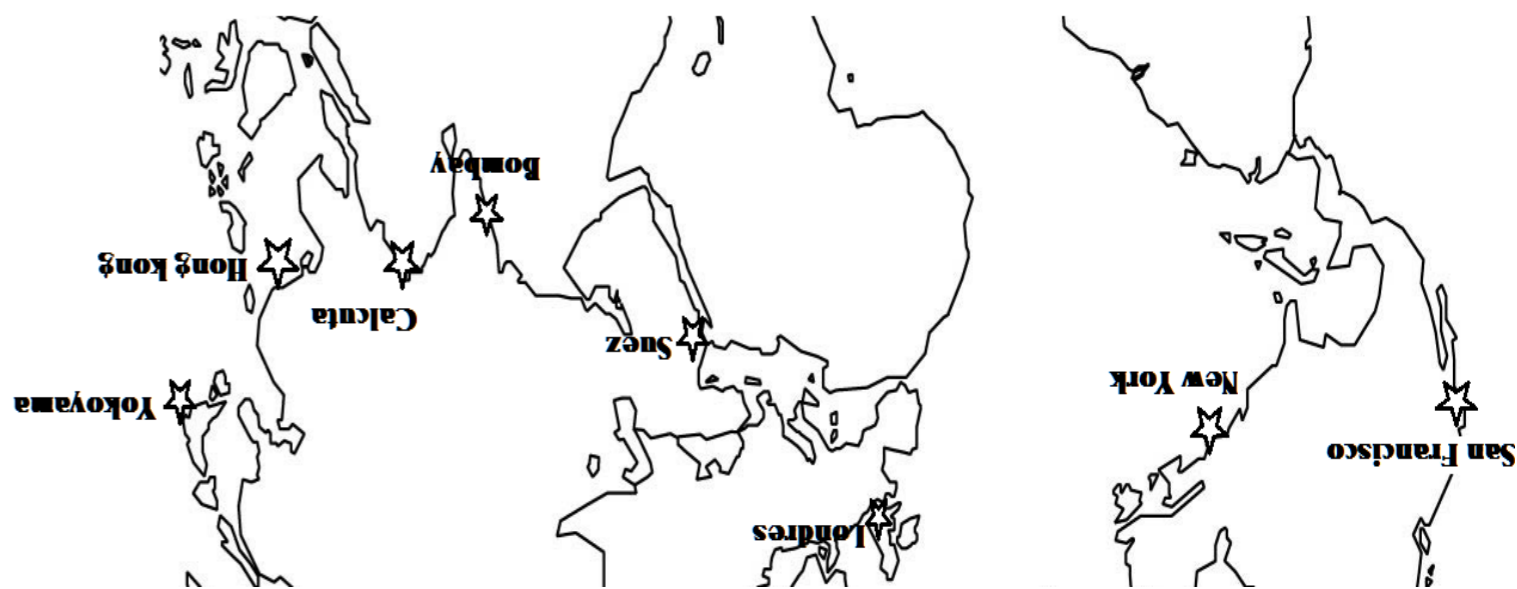 Londres
San Francisco
Yokoyama
New York
Suez
Calcuta
Hong kong
Bombay